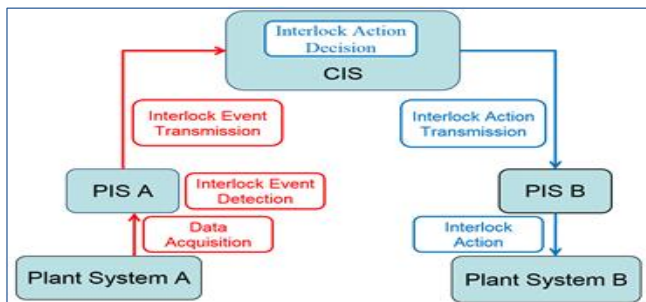 Interlock Action
Decision
CIS
Interlock Event
Transmission
Interlock Action
Transmission
PIS A
Interlock Event
Detection
PIS B
Data
Acquisition
Interlock
Action
Plant System A
Plant System B